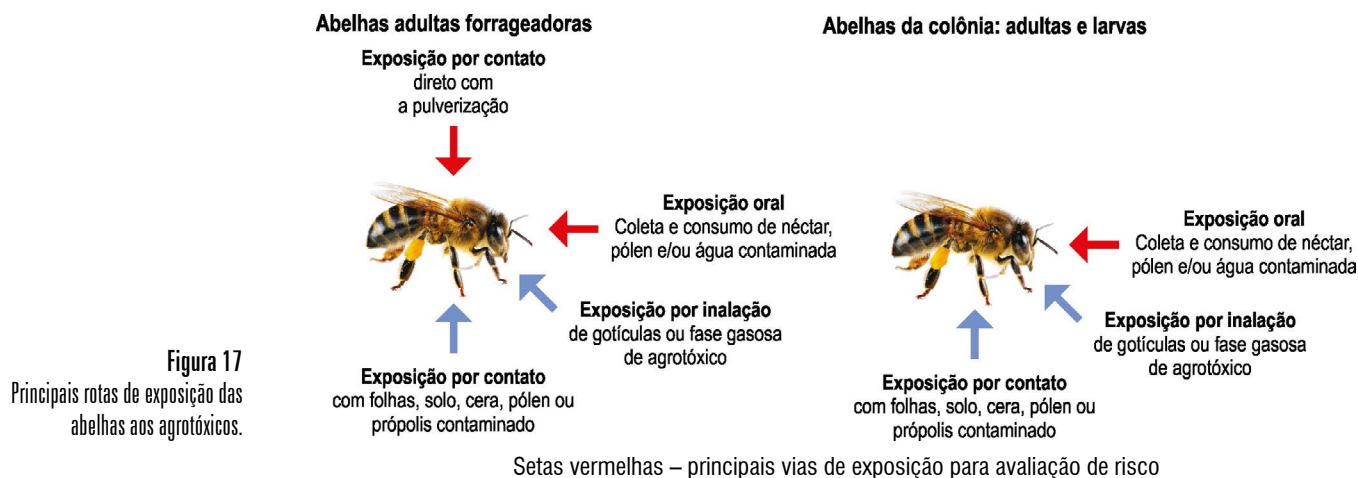 Abelhas adultas forrageadoras
Exposição por contato
direto com
a pulverização
Exposição oral
Coleta e consumo de néctar,
pólen e/ou água contaminada
Exposição por inalação
de gotículas ou fase gasosa
de agrotóxico
Exposição por contato
com folhas, solo, cera, pólen ou
própolis contaminado
Abelhas da colônia: adultas e larvas
Exposição oral
Coleta e consumo de néctar,
pólen e/ou água contaminada
Exposição por inalação
de gotículas ou fase gasosa
de agrotóxico
Exposição por contato
com folhas, solo, cera, pólen ou
própolis contaminado
Figura 17
Principais rotas de exposição das
abelhas aos agrotóxicos.
Setas vermelhas – principais vias de exposição para avaliação de risco